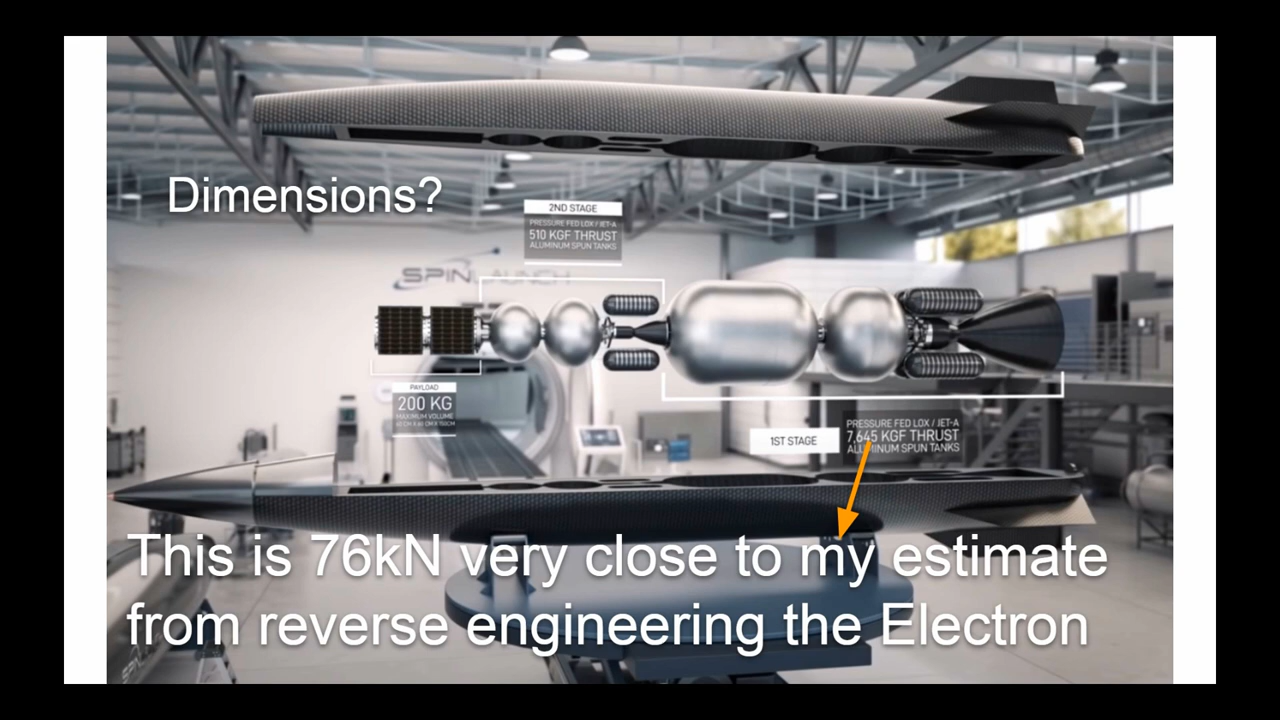 Dimensions?
2ND STAGE
PRESSURE FED LOX / JET-A
510 KGF THRUST
ALUMINUM SPUN TANKS
SPINLAUNCH
PAYLOAD
200 KG
MAXIMUM VOLUME
1ST STAGE
PRESSURE FED LOX / JET-A
7,645 KGF THRUST
ALUMINUM SPUN TANKS
This is 76kN very close to my estimate
from reverse engineering the Electron